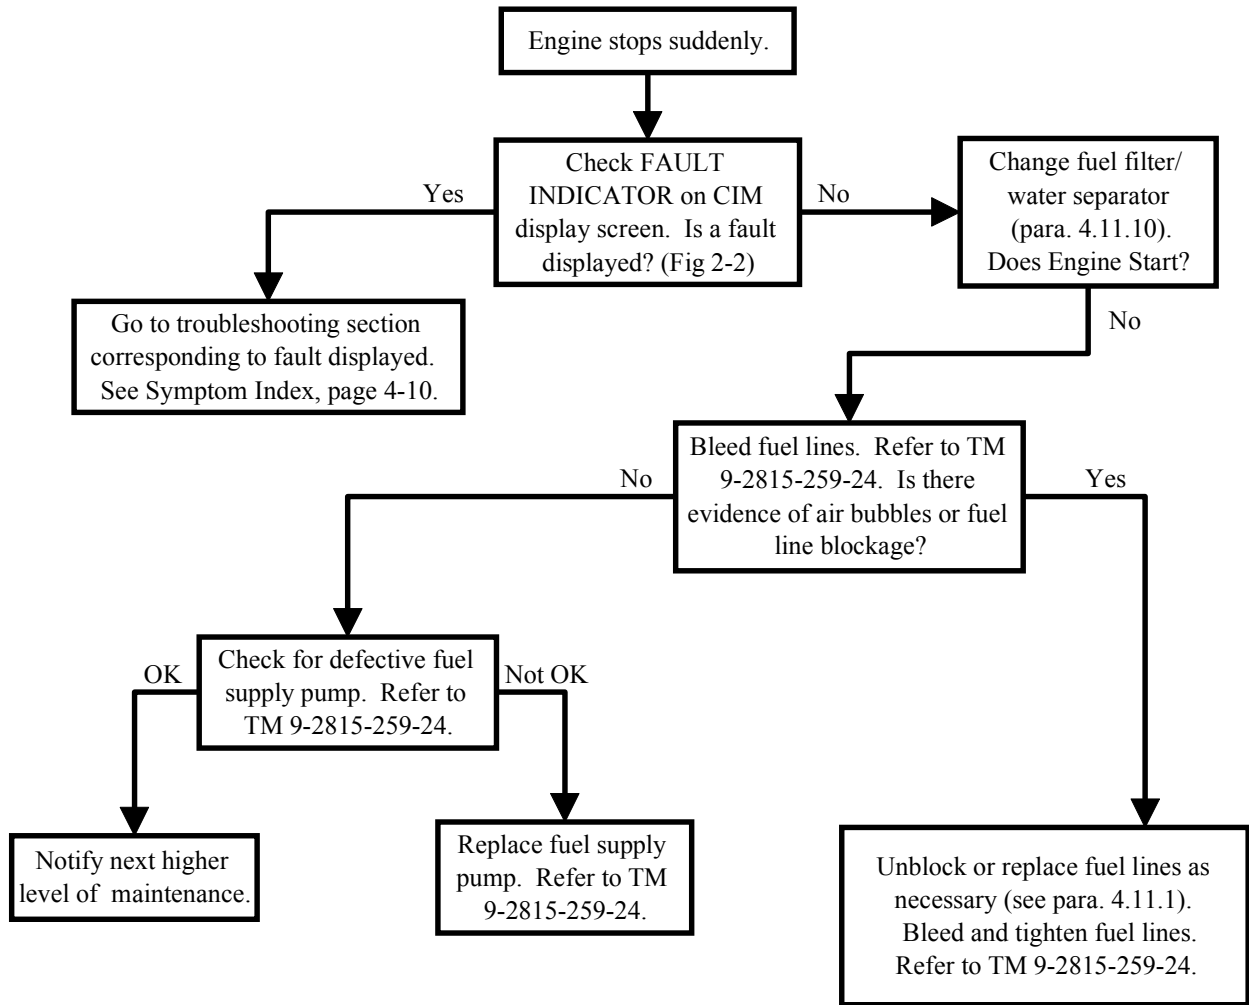 Engine stops suddenly.
Check FAULT
INDICATOR on CIM
display screen. Is a fault
displayed? (Fig 2-2)
Yes
No
Change fuel filter/
water separator
(para. 4.11.10).
Does Engine Start?
Go to troubleshooting section
corresponding to fault displayed.
See Symptom Index, page 4-10.
No
Bleed fuel lines. Refer to TM
9-2815-259-24. Is there
evidence of air bubbles or fuel
line blockage?
No
Yes
Check for defective fuel
supply pump. Refer to
TM 9-2815-259-24.
OK
Not OK
Notify next higher
level of maintenance.
Replace fuel supply
pump. Refer to TM
9-2815-259-24.
Unblock or replace fuel lines as
necessary (see para. 4.11.1).
Bleed and tighten fuel lines.
Refer to TM 9-2815-259-24.